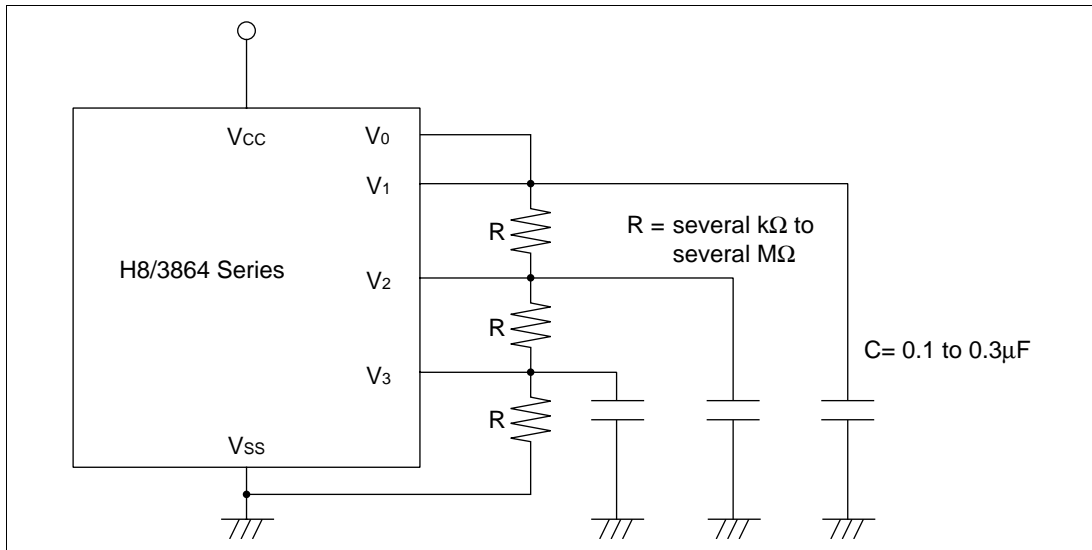 VCC
V0
V1
R
R = several kΩ to
several MΩ
H8/3864 Series
V2
R
C= 0.1 to 0.3μF
V3
R
VSS